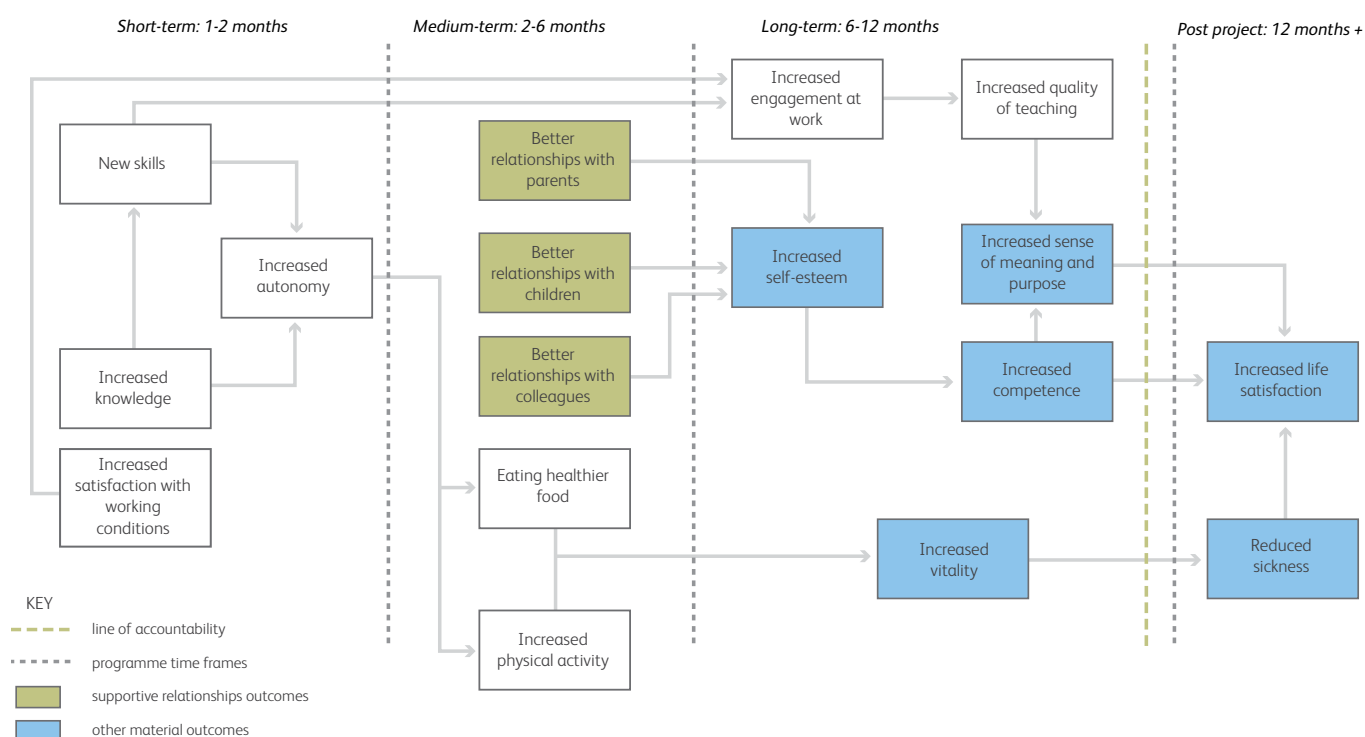 Short-term: 1-2 months
Medium-term: 2-6 months
Long-term: 6-12 months
Post project: 12 months +
New skills
Increased
autonomy
Increased
knowledge
Increased
satisfaction with
working
conditions
Better
relationships with
parents
Better
relationships with
children
Better
relationships with
colleagues
Eating healthier
food
Increased
physical activity
Increased
engagement at
work
Increased quality
of teaching
Increased
self-esteem
Increased sense
of meaning and
purpose
Increased
competence
Increased
vitality
Increased life
satisfaction
Reduced
sickness
KEY
line of accountability
programme time frames
supportive relationships outcomes
other material outcomes